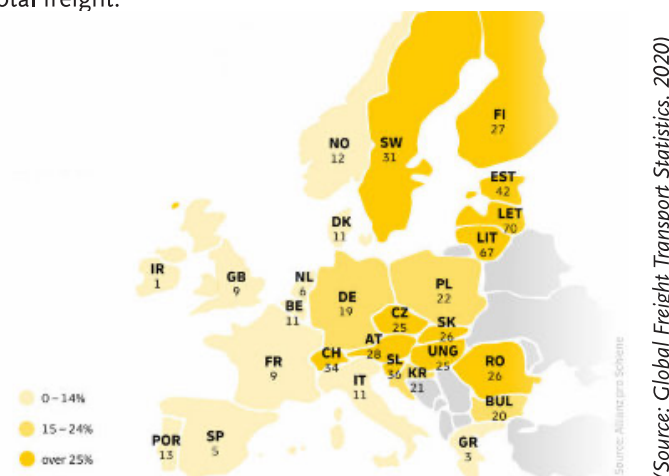 otal freight.
FI
27
NO
12
SW
31
EST
42
LET
70
LIT
67
DK
11
IR
1
GB
9
NL
6
BE
11
DE
19
PL
22
CZ
25
SK
26
AT
28
UNG
25
CH
34
SL
36
KR
21
RO
26
FR
9
IT
11
BUL
20
GR
3
POR
13
SP
5
0–14%
15–24%
over 25%
Source: Allianz pro Schiene
Source: Global Freight Transport Statistics, 2020)